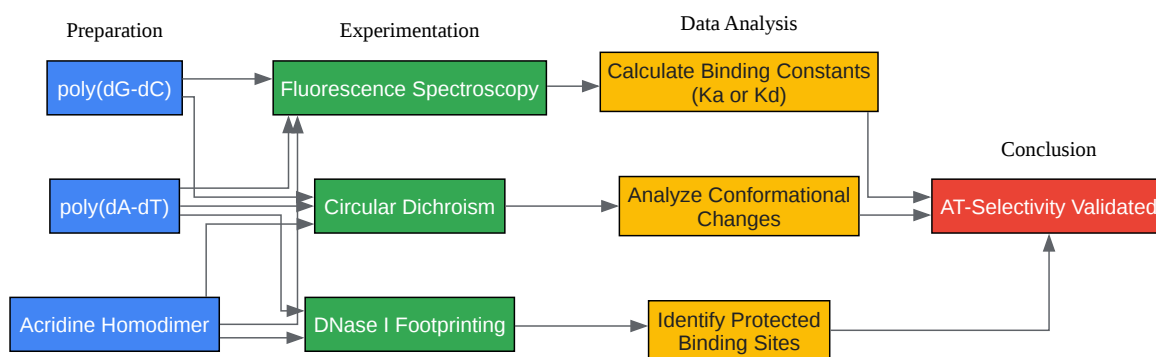 Preparation
Experimentation
Data Analysis
poly(dG-dC)
Fluorescence Spectroscopy
Calculate Binding Constants
(Ka or Kd)
Conclusion
poly(dA-dT)
Circular Dichroism
Analyze Conformational
Changes
AT-Selectivity Validated
Acridine Homodimer
DNase I Footprinting
Identify Protected
Binding Sites